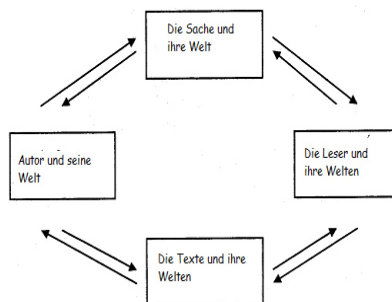 Die Sache und
ihre Welt
Autor und seine
Welt
Die Leser und
ihre Welten
Die Texte und ihre
Welten